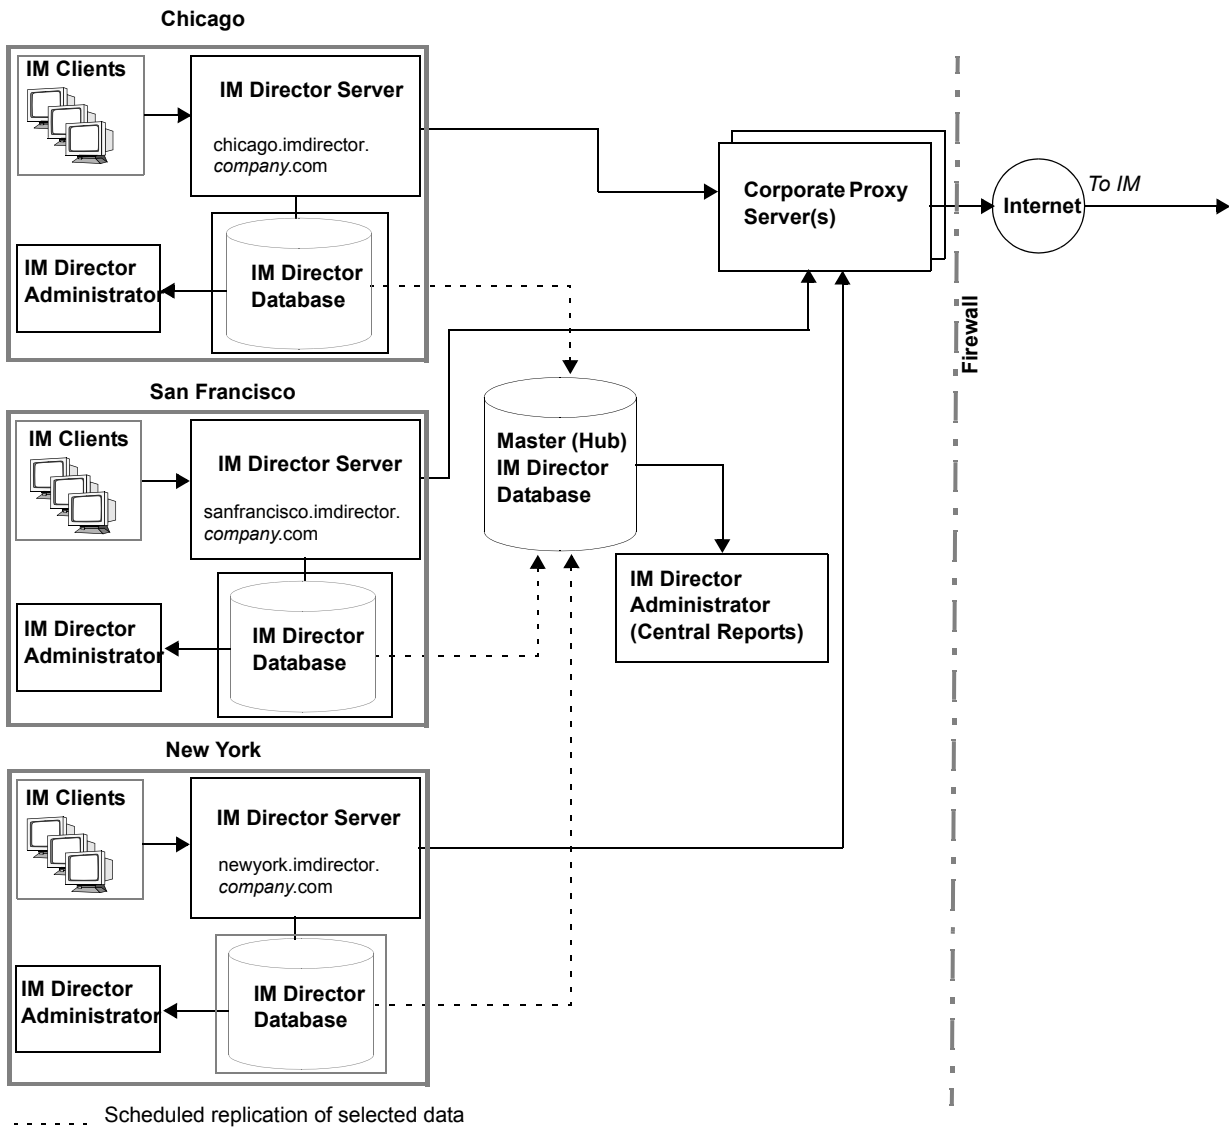 Chicago
IM Clients
IM Director Server
chicago.imdirector.
company.com
IM Director
Administrator
IM Director
Database
Corporate Proxy
Server(s)
Internet
To IM
Firewall
San Francisco
IM Clients
IM Director Server
sanfrancisco.imdirector.
company.com
IM Director
Administrator
IM Director
Database
Master (Hub)
IM Director
Database
IM Director
Administrator
(Central Reports)
New York
IM Clients
IM Director Server
newyork.imdirector.
company.com
IM Director
Administrator
IM Director
Database
Scheduled replication of selected data